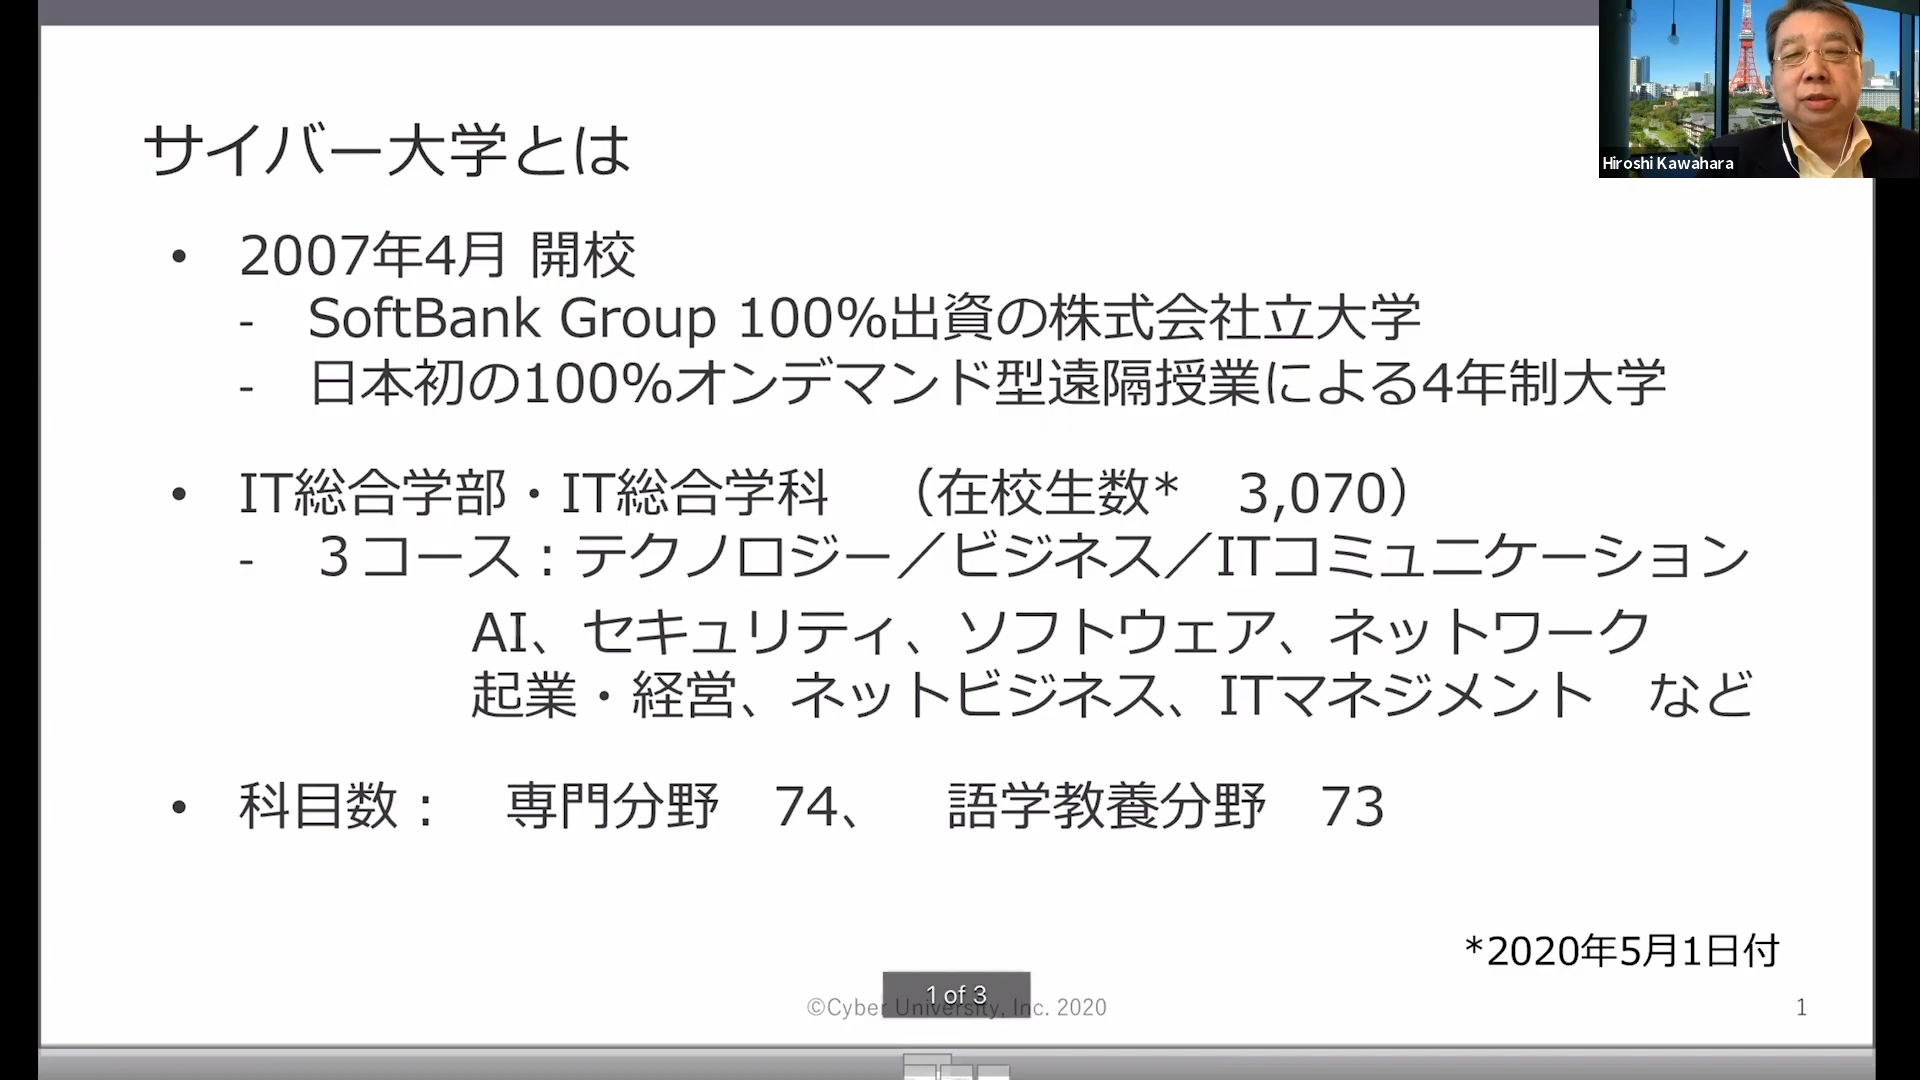 サイバー大学とは
• 2007年4月 開校
- SoftBank Group 100%出資の株式会社立大学
- 日本初の100%オンデマンド型遠隔授業による4年制大学
• IT総合学部・IT総合学科　（在校生数*　3,070）
- ３コース：テクノロジー／ビジネス／ITコミュニケーション
AI、セキュリティ、ソフトウェア、ネットワーク
起業・経営、ネットビジネス、ITマネジメント　など
• 科目数：　専門分野　74、　語学教養分野　73
*2020年5月1日付
1 of 3
©Cyber University, Inc. 2020
1
Hiroshi Kawahara